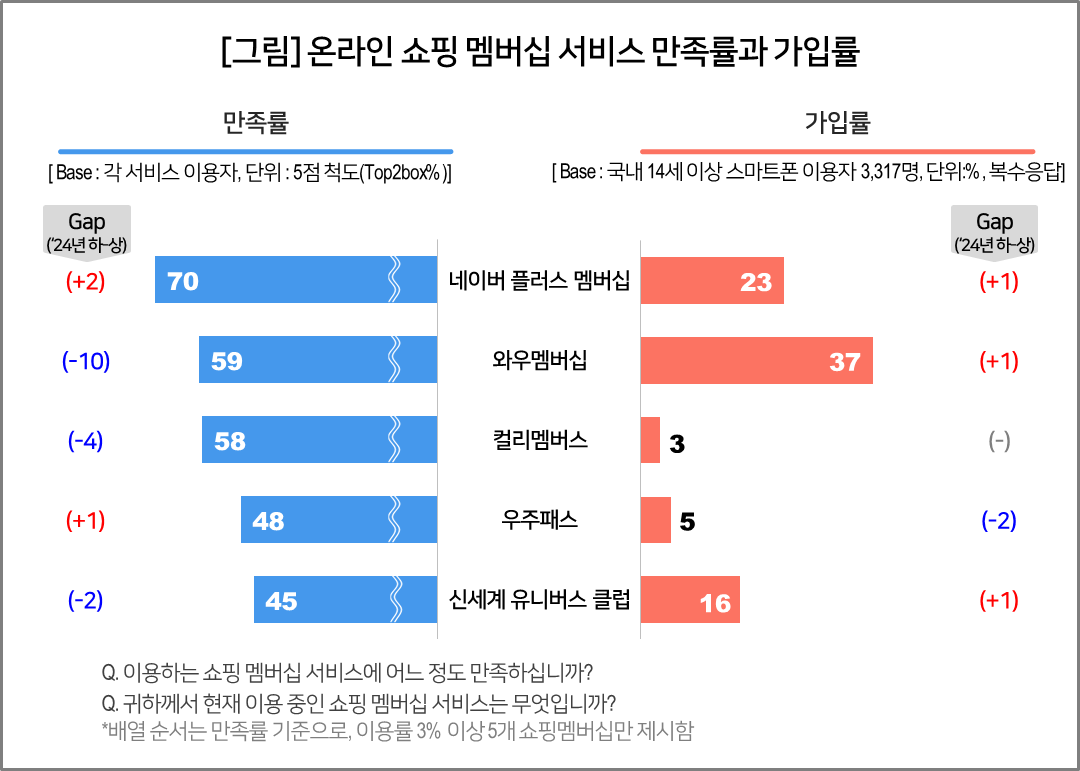 [그림] 온라인 쇼핑 멤버십 서비스 만족률과 가입률
만족률
[ Base : 각 서비스 이용자, 단위 : 5점 척도(Top2box% )]
가입률
[ Base : 국내 14세 이상 스마트폰 이용자 3,317명, 단위:% , 복수응답]
Gap
(‘24년 하-상)
Gap
(‘24년 하-상)
(+2) 70 네이버 플러스 멤버십 23 (+1)
(-10) 59 와우멤버십 37 (+1)
(-4) 58 컬리멤버스 3 (-)
(+1) 48 우주패스 5 (-2)
(-2) 45 신세계 유니버스 클럽 16 (+1)
Q. 이용하는 쇼핑 멤버십 서비스에 어느 정도 만족하십니까?
Q. 귀하께서 현재 이용 중인 쇼핑 멤버십 서비스는 무엇입니까?
*배열 순서는 만족률 기준으로, 이용률 3% 이상 5개 쇼핑멤버십만 제시함